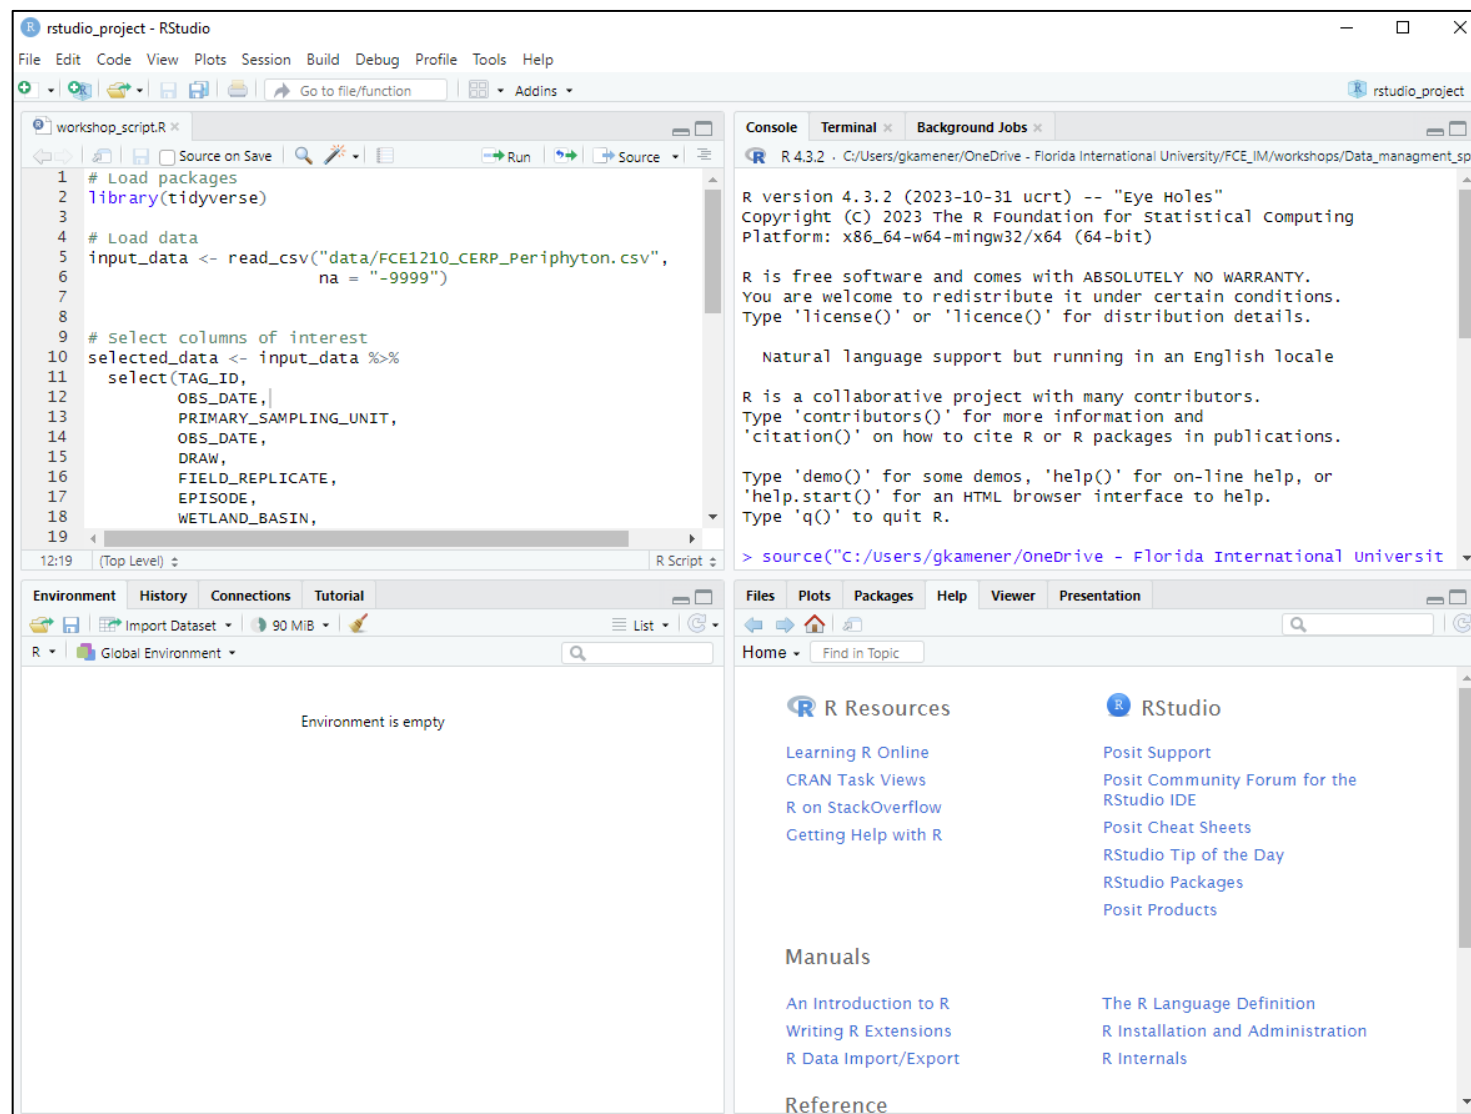 rstudio_project - RStudio
File Edit Code View Plots Session Build Debug Profile Tools Help
Go to file/function Addins rstudio_project
workshop_script.R
Source on Save Run Source
1 # Load packages
2 library(tidyverse)
3
4 # Load data
5 input_data <- read_csv("data/FCE1210_CERP_Periphyton.csv",
6 na = "-9999")
7
8
9 # Select columns of interest
10 selected_data <- input_data %>%
11 select(TAG_ID,
12 OBS_DATE,
13 PRIMARY_SAMPLING_UNIT,
14 OBS_DATE,
15 DRAW,
16 FIELD_REPLICATE,
17 EPISODE,
18 WETLAND_BASIN,
19
12:19 (Top Level) R Script
Console Terminal Background Jobs
R 4.3.2 · C:/Users/gkamener/OneDrive - Florida International University/FCE_IM/workshops/Data_managment_sp
R version 4.3.2 (2023-10-31 ucrt) -- "Eye Holes"
Copyright (C) 2023 The R Foundation for Statistical Computing
Platform: x86_64-w64-mingw32/x64 (64-bit)
R is free software and comes with ABSOLUTELY NO WARRANTY.
You are welcome to redistribute it under certain conditions.
Type 'license()' or 'licence()' for distribution details.
Natural language support but running in an English locale
R is a collaborative project with many contributors.
Type 'contributors()' for more information and
'citation()' on how to cite R or R packages in publications.
Type 'demo()' for some demos, 'help()' for on-line help, or
'help.start()' for an HTML browser interface to help.
Type 'q()' to quit R.
> source("C:/Users/gkamener/OneDrive - Florida International Universit
Environment History Connections Tutorial
Import Dataset 90 MiB List
R Global Environment
Environment is empty
Files Plots Packages Help Viewer Presentation
Home Find in Topic
R Resources
Learning R Online
CRAN Task Views
R on StackOverflow
Getting Help with R
RStudio
Posit Support
Posit Community Forum for the
RStudio IDE
Posit Cheat Sheets
RStudio Tip of the Day
RStudio Packages
Posit Products
Manuals
An Introduction to R
Writing R Extensions
R Data Import/Export
The R Language Definition
R Installation and Administration
R Internals
Reference